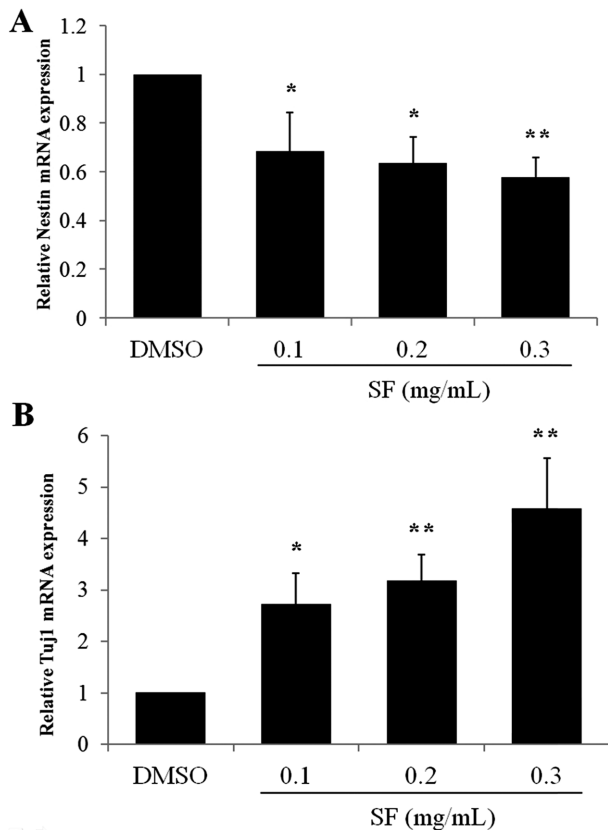 A
Relative Nestin mRNA expression
1.2
1
0.8
0.6
0.4
0.2
0
*
*
**
DMSO 0.1 0.2 0.3
SF (mg/mL)
B
Relative Tuj1 mRNA expression
6
5
4
3
2
1
0
*
**
**
DMSO 0.1 0.2 0.3
SF (mg/mL)